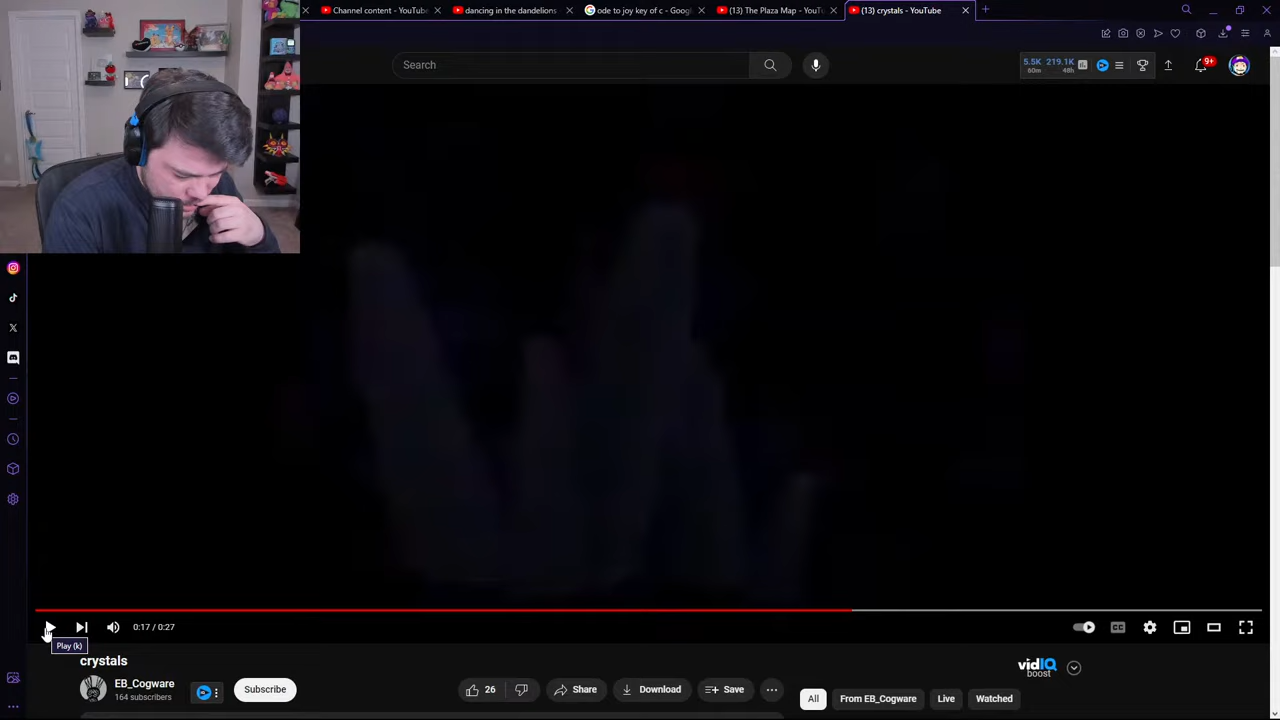 Channel content - YouTube
dancing in the dandelions
ode to joy key of c - Googl
(13) The Plaza Map - YouTu
(13) crystals - YouTube
Search
5.5K 219.1K
60m 48h
9+
0:17 / 0:27
CC
Play (k)
crystals
EB_Cogware
164 subscribers
Subscribe
26
Share
Download
Save
vidIQ
boost
All
From EB_Cogware
Live
Watched